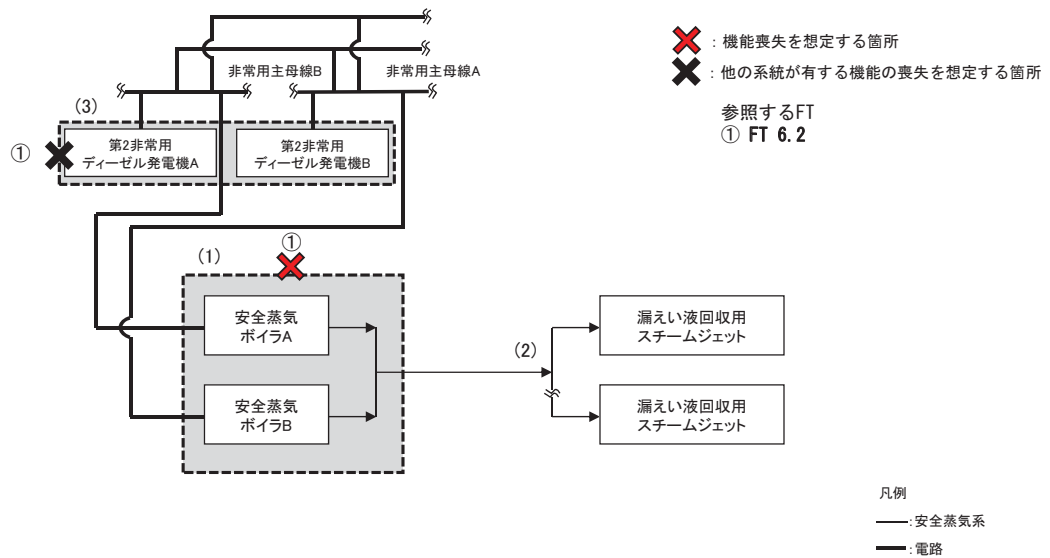 :機能喪失を想定する箇所
:他の系統が有する機能の喪失を想定する箇所
参照するFT
① FT 6.2
非常用主母線B
非常用主母線A
(3)
①
第2非常用
ディーゼル発電機A
第2非常用
ディーゼル発電機B
(1)
①
安全蒸気
ボイラA
安全蒸気
ボイラB
(2)
漏えい液回収用
スチームジェット
漏えい液回収用
スチームジェット
凡例
:安全蒸気系
:電路